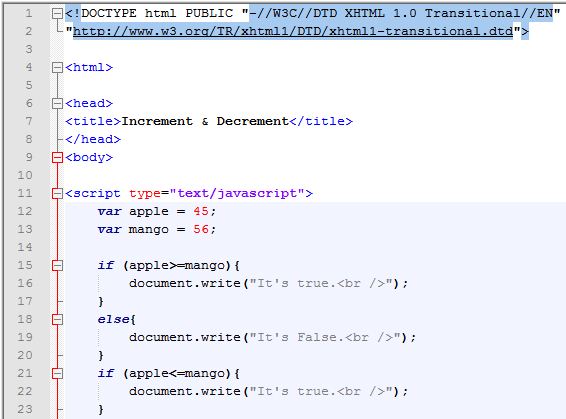 1 <!DOCTYPE html PUBLIC "-//W3C//DTD XHTML 1.0 Transitional//EN"
2 "http://www.w3.org/TR/xhtml1/DTD/xhtml1-transitional.dtd">
3
4 <html>
5
6 <head>
7 <title>Increment & Decrement</title>
8 </head>
9 <body>
10
11 <script type="text/javascript">
12     var apple = 45;
13     var mango = 56;
14
15     if (apple>=mango){
16         document.write("It's true.<br />");
17     }
18     else{
19         document.write("It's False.<br />");
20     }
21     if (apple<=mango){
22         document.write("It's true.<br />");
23     }